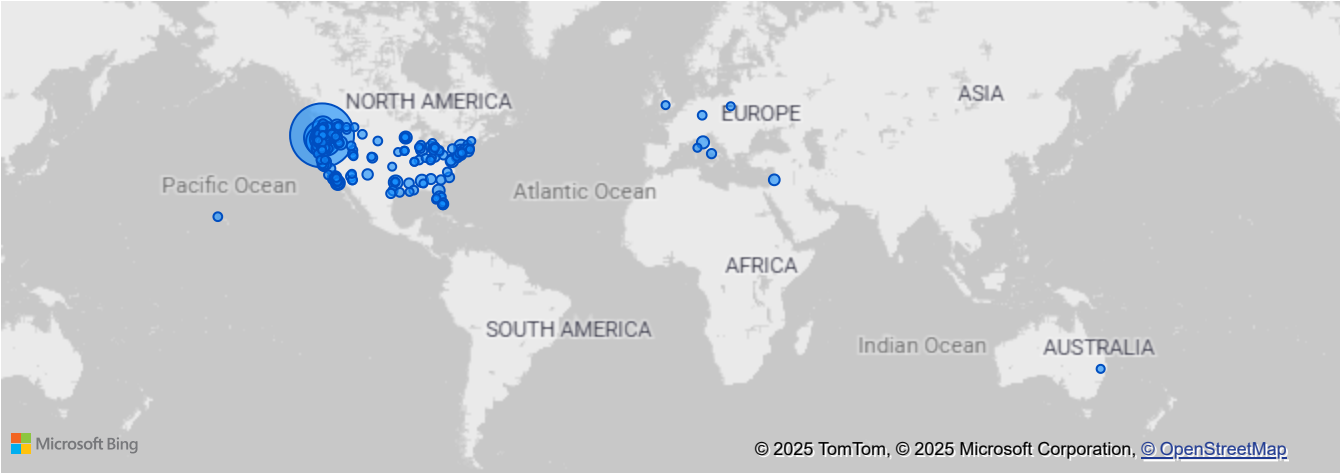 NORTH AMERICA
ASIA
EUROPE
Pacific Ocean
Atlantic Ocean
AFRICA
SOUTH AMERICA
Indian Ocean
AUSTRALIA
Microsoft Bing
© 2025 TomTom, © 2025 Microsoft Corporation, © OpenStreetMap